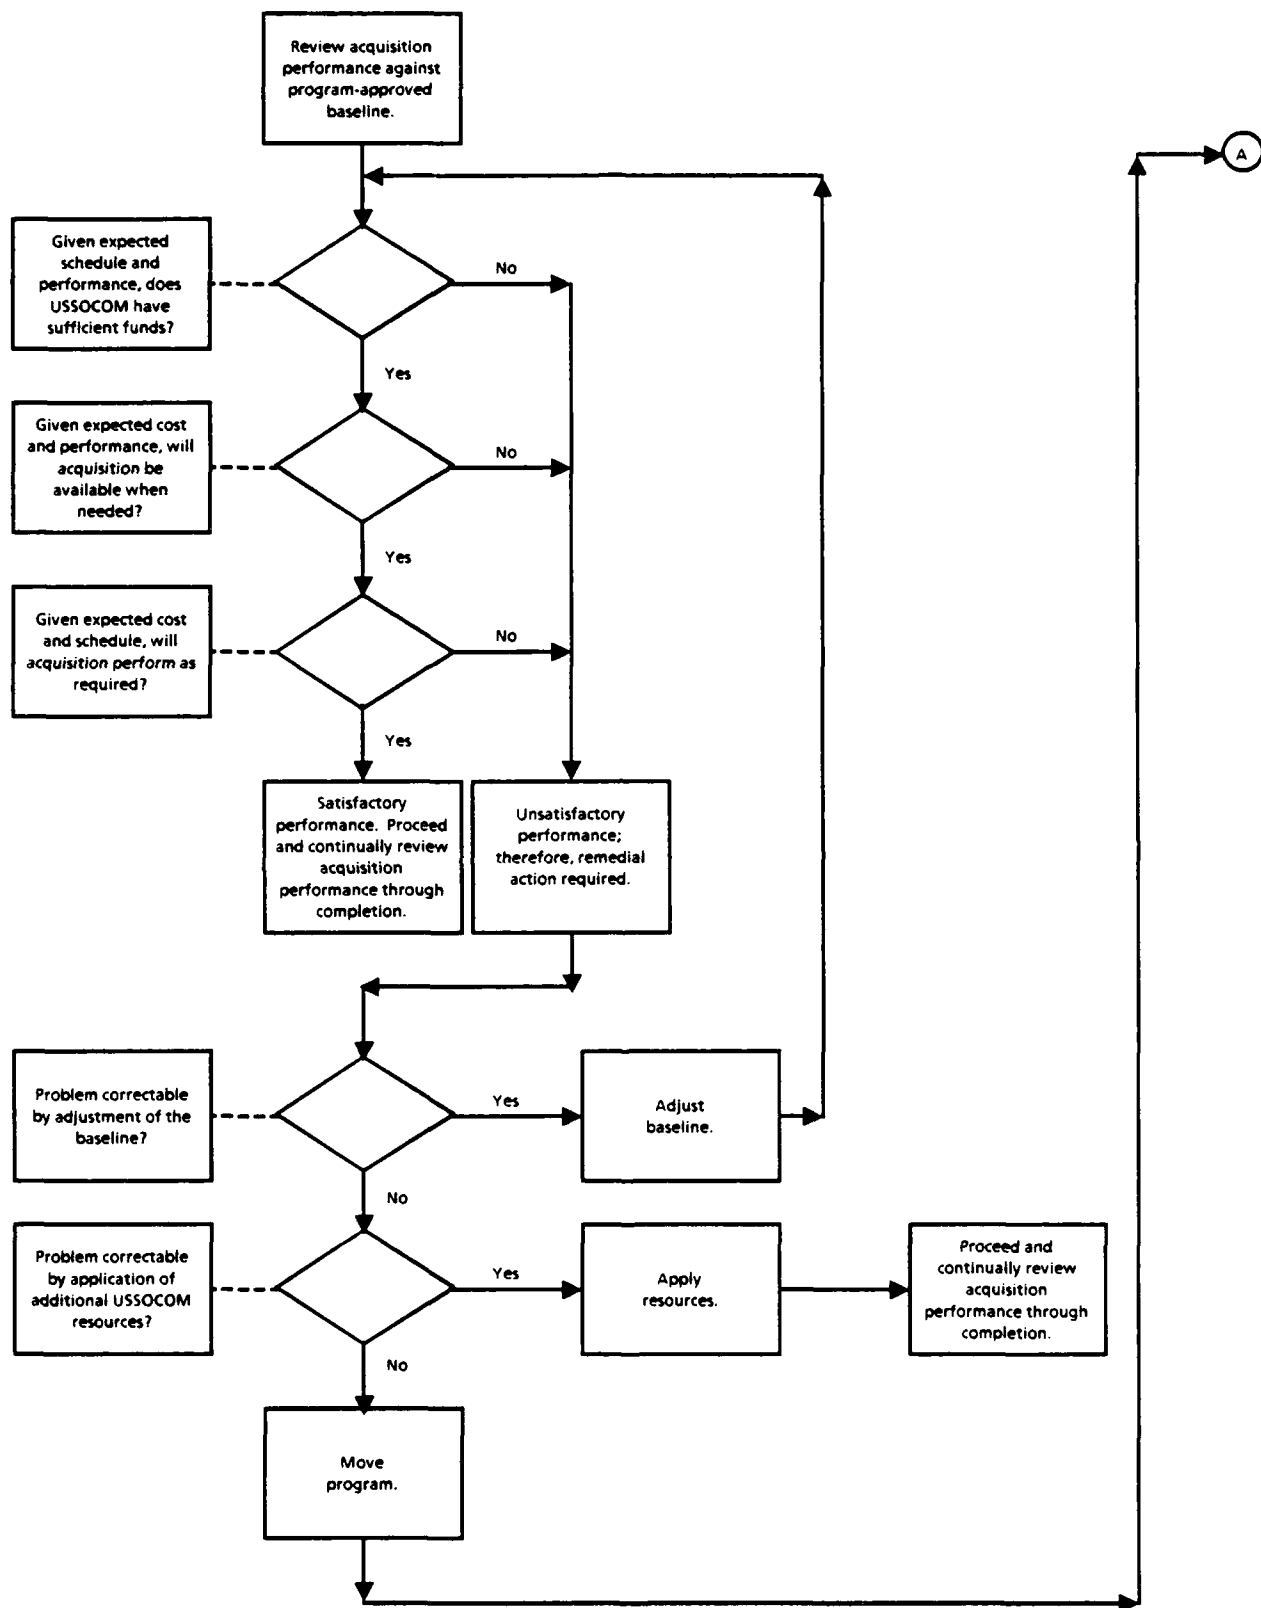 Review acquisition
performance against
program-approved
baseline.
A
Given expected
schedule and
performance, does
USSOCOM have
sufficient funds?
No
Yes
Given expected cost
and performance, will
acquisition be
available when
needed?
No
Yes
Given expected cost
and schedule, will
acquisition perform as
required?
No
Yes
Satisfactory
performance. Proceed
and continually review
acquisition
performance through
completion.
Unsatisfactory
performance;
therefore, remedial
action required.
Problem correctable
by adjustment of the
baseline?
Yes
Adjust
baseline.
No
Problem correctable
by application of
additional USSOCOM
resources?
Yes
Apply
resources.
Proceed and
continually review
acquisition
performance through
completion.
No
Move
program.